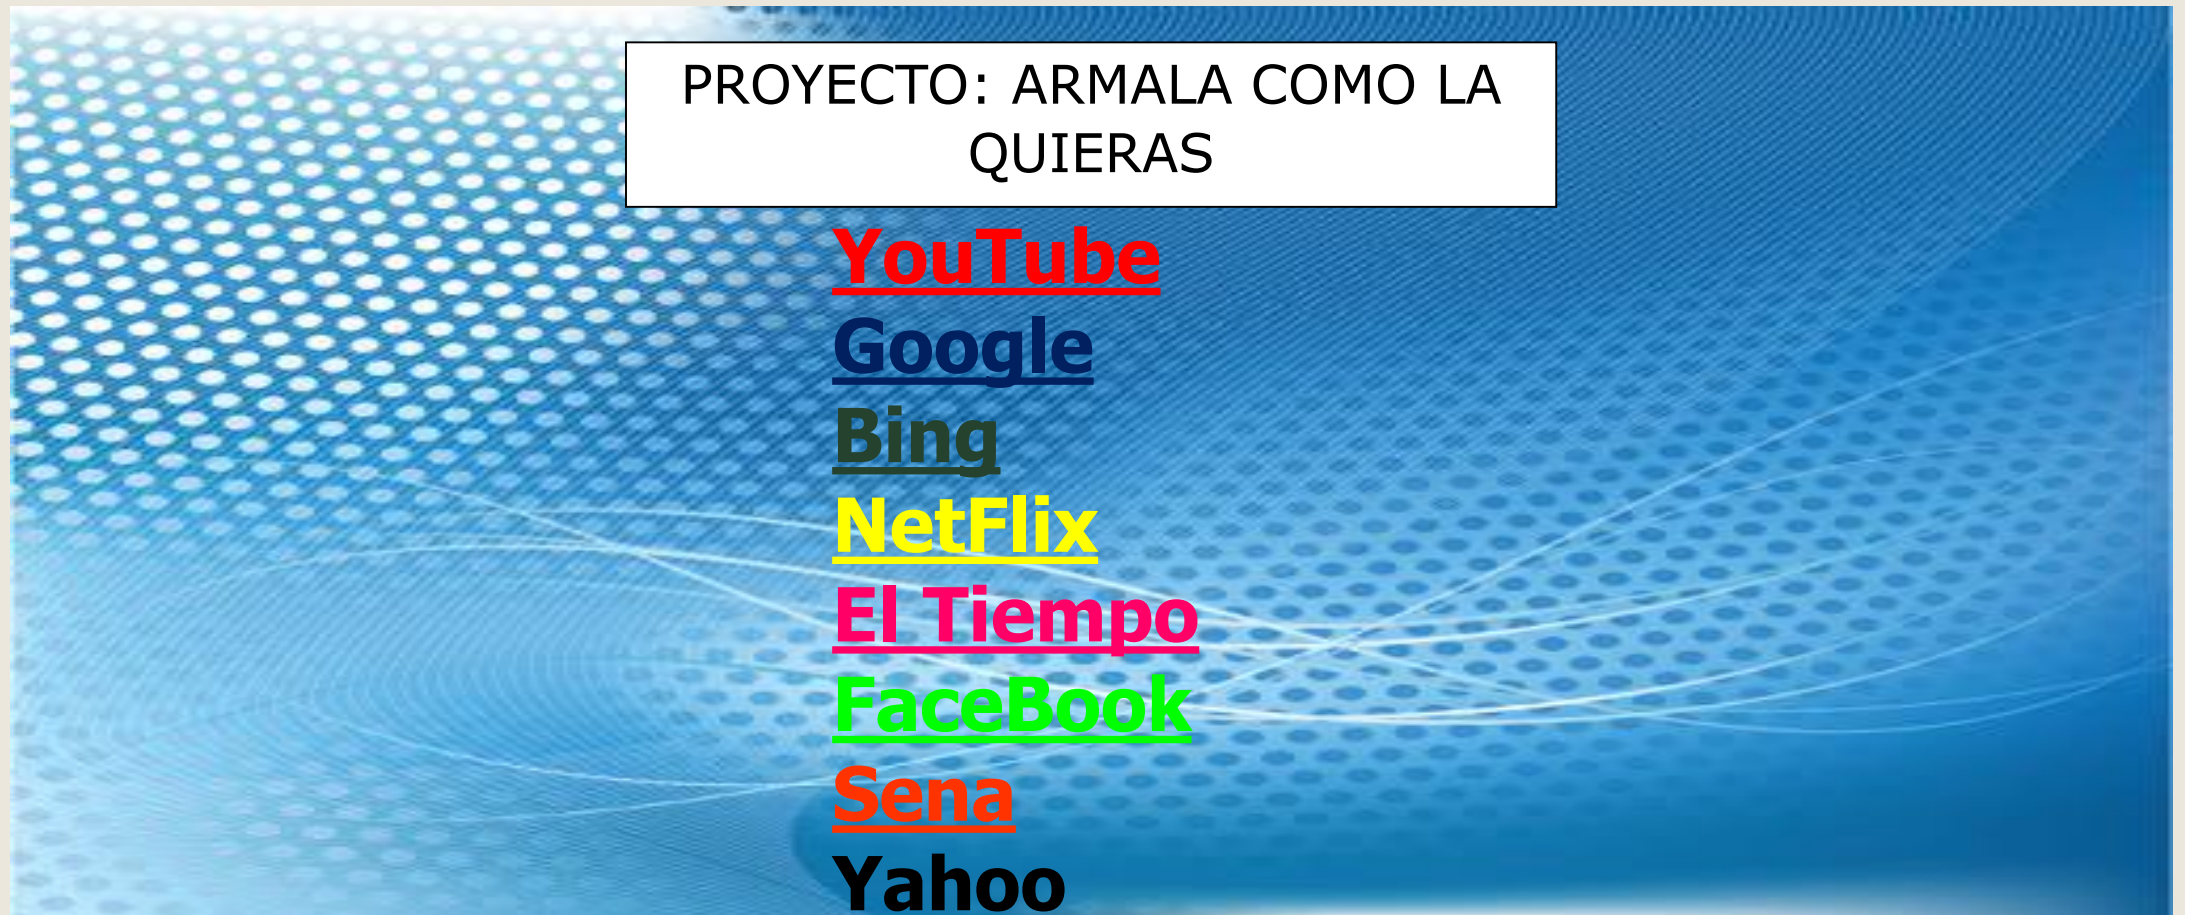 PROYECTO: ARMALA COMO LA
QUIERAS
YouTube
Google
Bing
NetFlix
El Tiempo
FaceBook
Sena
Yahoo